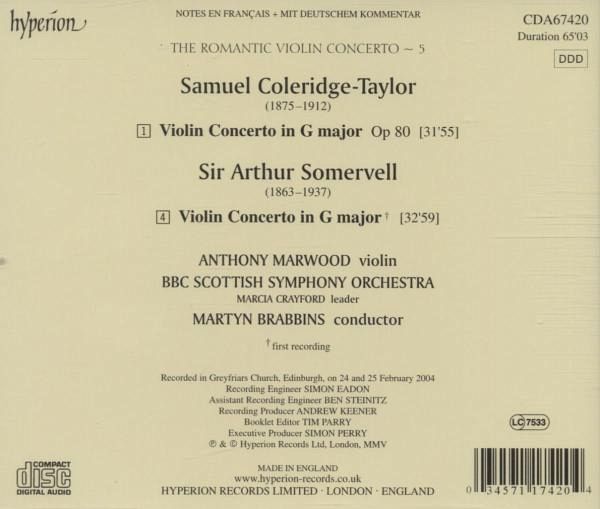 NOTES EN FRANÇAIS + MIT DEUTSCHEM KOMMENTAR
hyperion
CDA67420
Duration 65'03
DDD
THE ROMANTIC VIOLIN CONCERTO ~ 5
Samuel Coleridge-Taylor
(1875–1912)
1 Violin Concerto in G major Op 80 [31'55]
Sir Arthur Somervell
(1863–1937)
4 Violin Concerto in G major † [32'59]
ANTHONY MARWOOD violin
BBC SCOTTISH SYMPHONY ORCHESTRA
MARCIA CRAYFORD leader
MARTYN BRABBINS conductor
† first recording
Recorded in Greyfriars Church, Edinburgh, on 24 and 25 February 2004
Recording Engineer SIMON EADON
Assistant Recording Engineer BEN STEINITZ
Recording Producer ANDREW KEENER
Booklet Editor TIM PARRY
Executive Producer SIMON PERRY
℗ & © Hyperion Records Ltd, London, MMV
LC 7533
COMPACT
disc
DIGITAL AUDIO
MADE IN ENGLAND
www.hyperion-records.co.uk
HYPERION RECORDS LIMITED · LONDON · ENGLAND
0 34571 17420 4